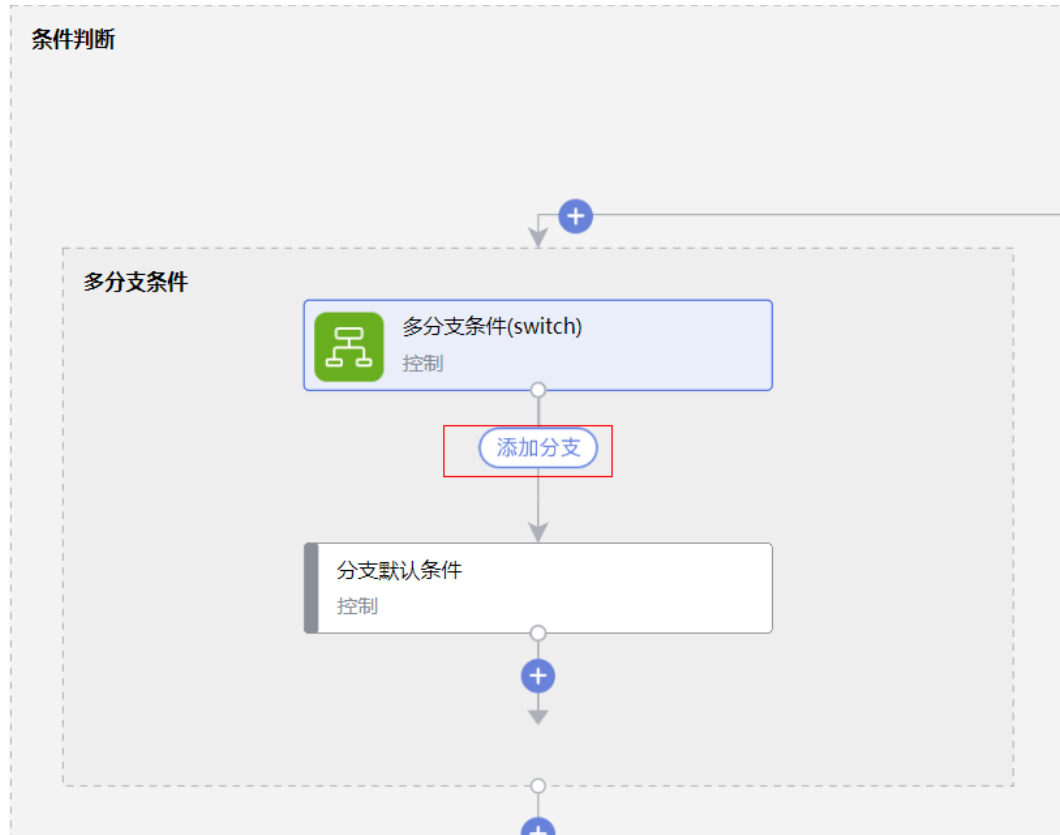 条件判断
多分支条件
多分支条件(switch)
控制
添加分支
分支默认条件
控制